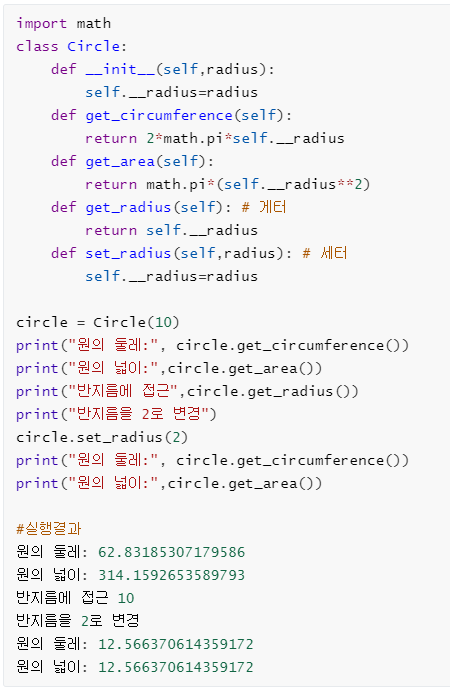 import math
class Circle:
    def __init__(self,radius):
        self.__radius=radius
    def get_circumference(self):
        return 2*math.pi*self.__radius
    def get_area(self):
        return math.pi*(self.__radius**2)
    def get_radius(self): # 게터
        return self.__radius
    def set_radius(self,radius): # 세터
        self.__radius=radius

circle = Circle(10)
print("원의 둘레:", circle.get_circumference())
print("원의 넓이:",circle.get_area())
print("반지름에 접근",circle.get_radius())
print("반지름을 2로 변경")
circle.set_radius(2)
print("원의 둘레:", circle.get_circumference())
print("원의 넓이:",circle.get_area())

#실행결과
원의 둘레: 62.83185307179586
원의 넓이: 314.1592653589793
반지름에 접근 10
반지름을 2로 변경
원의 둘레: 12.566370614359172
원의 넓이: 12.566370614359172